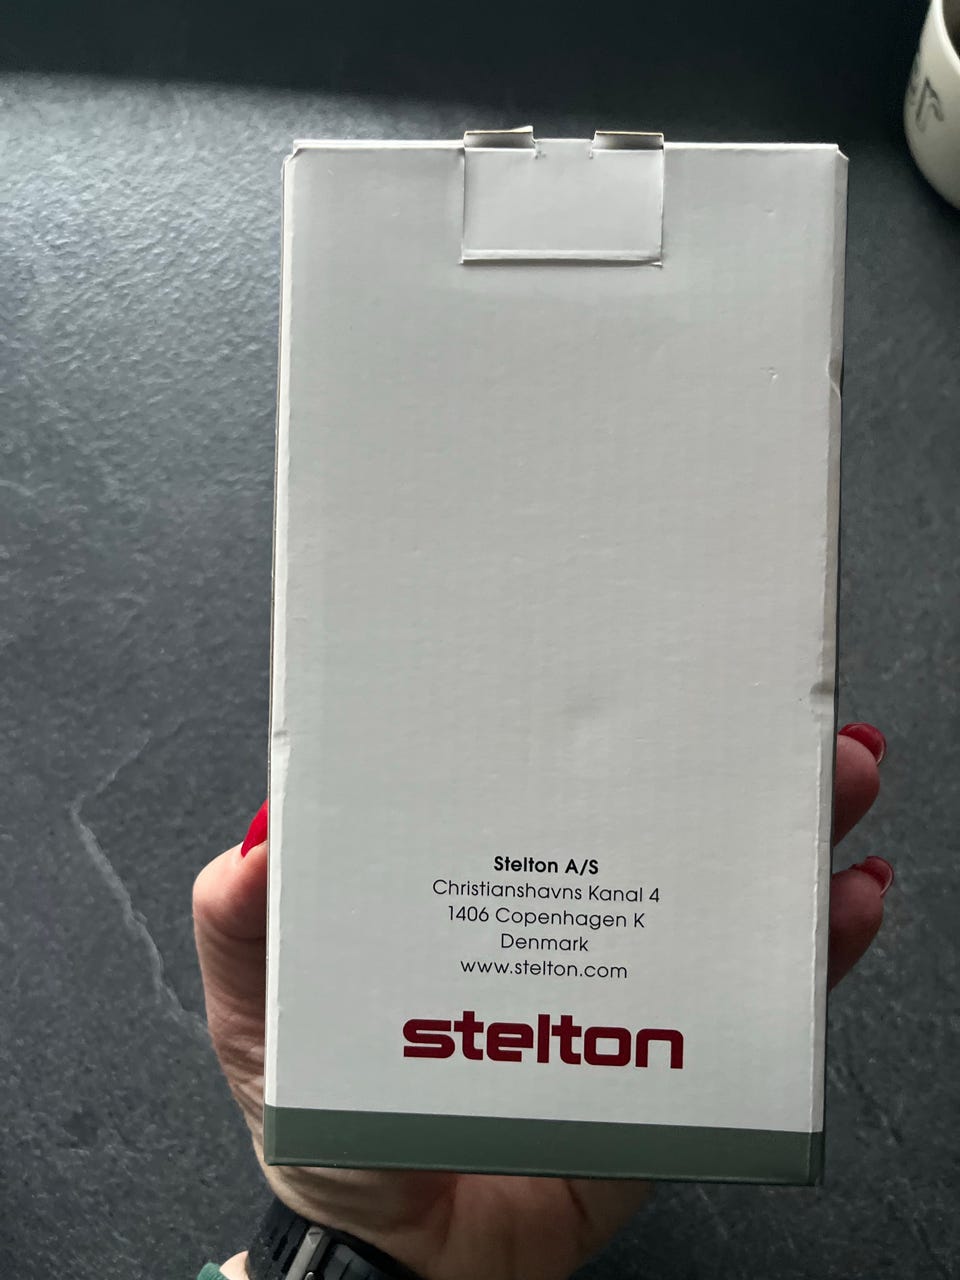 Stelton A/S
Christianshavns Kanal 4
1406 Copenhagen K
Denmark
www.stelton.com
stelton